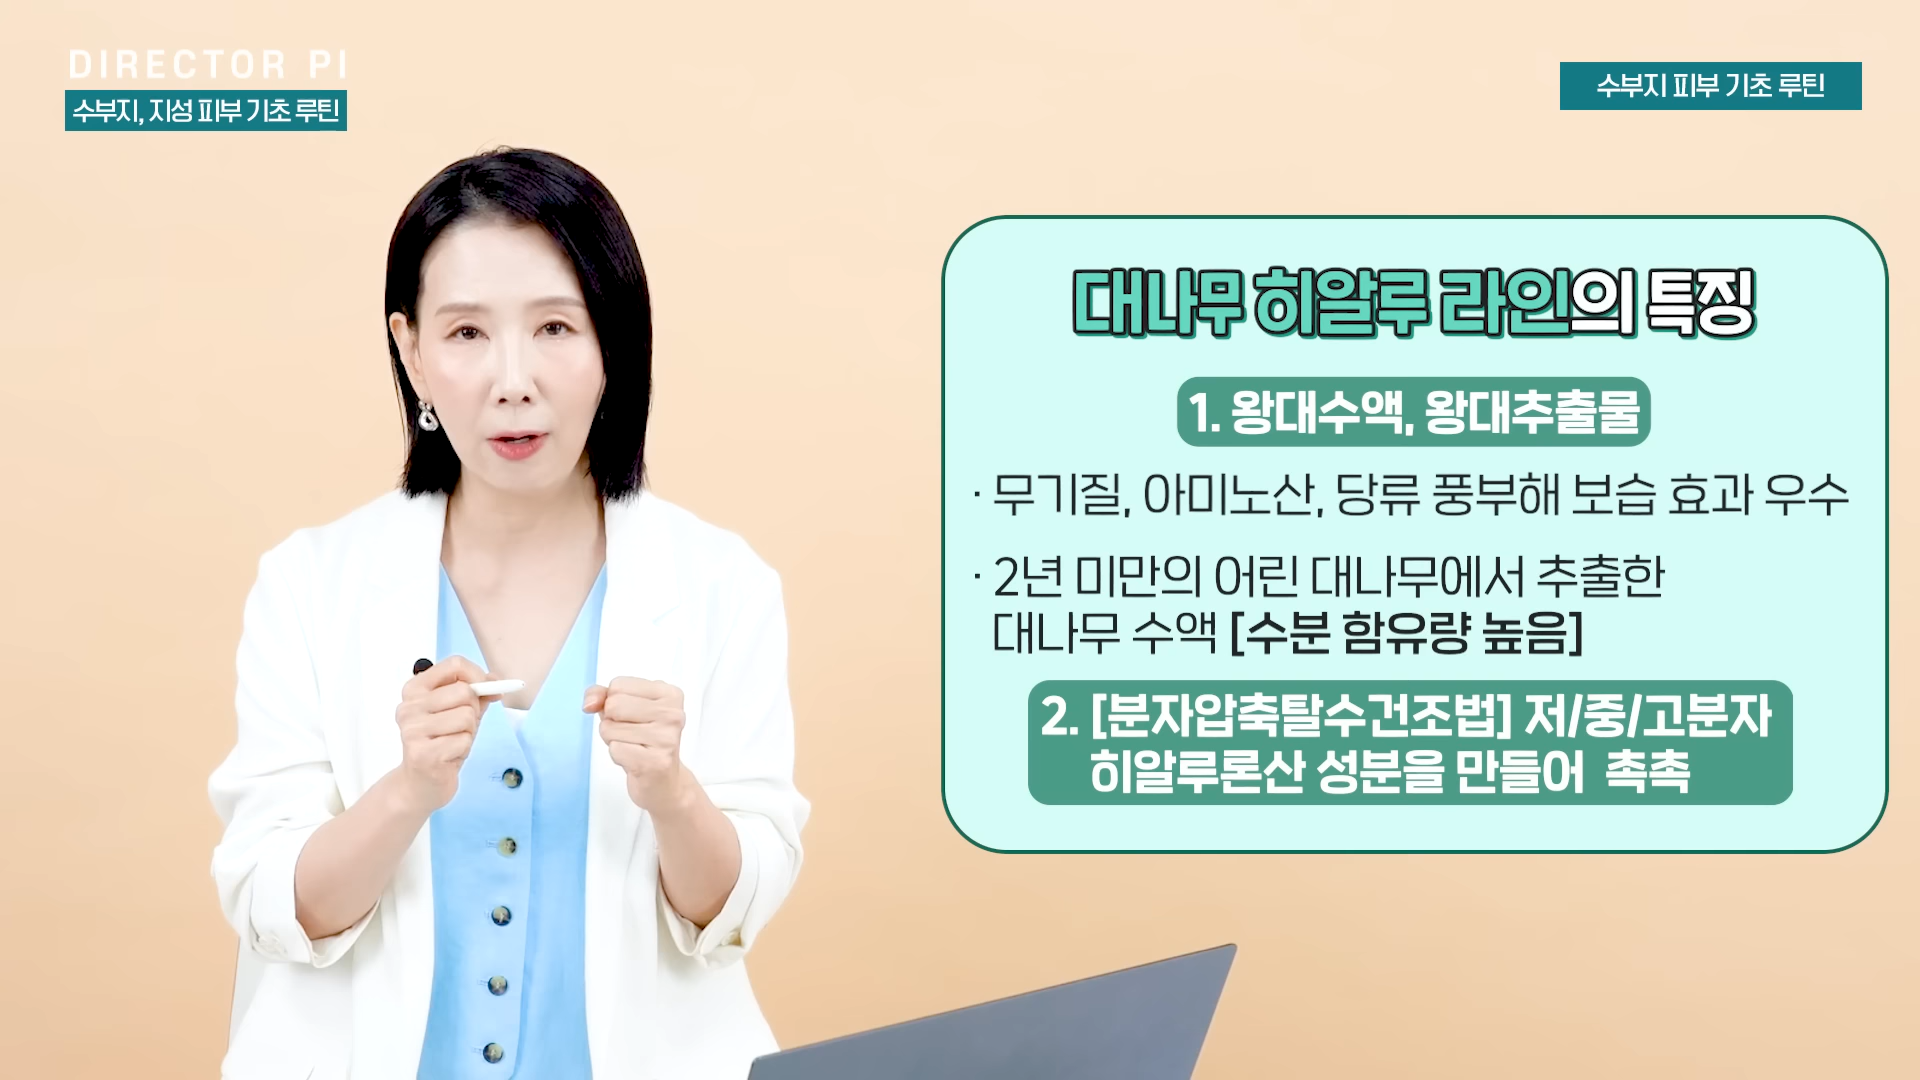 DIRECTOR PI
수부지, 지성 피부 기초 루틴
수부지 피부 기초 루틴
대나무 히알루 라인의 특징
1. 왕대수액, 왕대추출물
· 무기질, 아미노산, 당류 풍부해 보습 효과 우수
· 2년 미만의 어린 대나무에서 추출한
대나무 수액 [수분 함유량 높음]
2. [분자압축탈수건조법] 저/중/고분자
히알루론산 성분을 만들어 촉촉